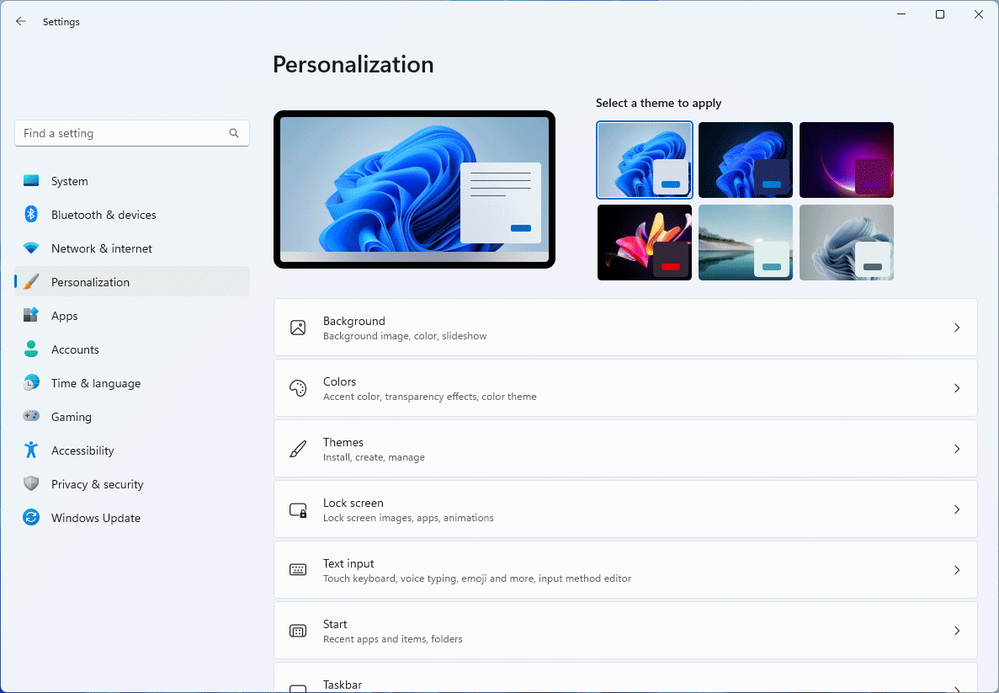 Settings
Personalization
Select a theme to apply
Find a setting
System
Bluetooth & devices
Network & internet
Personalization
Apps
Accounts
Time & language
Gaming
Accessibility
Privacy & security
Windows Update
Background
Background image, color, slideshow
Colors
Accent color, transparency effects, color theme
Themes
Install, create, manage
Lock screen
Lock screen images, apps, animations
Text input
Touch keyboard, voice typing, emoji and more, input method editor
Start
Recent apps and items, folders
Taskbar